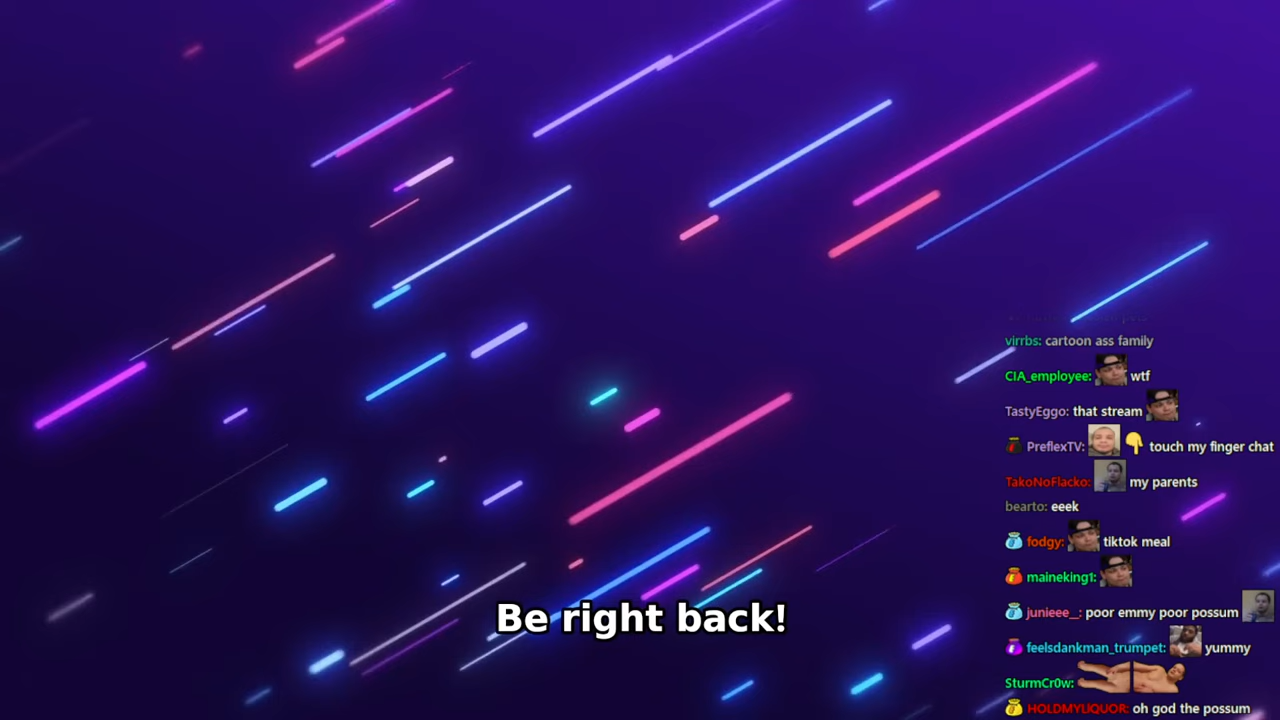 virrbs: cartoon ass family
CIA_employee: wtf
TastyEggo: that stream
PreflexTV: touch my finger chat
TakoNoFlacko: my parents
bearto: eeek
fodgy: tiktok meal
maineking1:
junieee__: poor emmy poor possum
Be right back!
feelsdankman_trumpet: yummy
SturmCr0w:
HOLDMYLIQUOR: oh god the possum